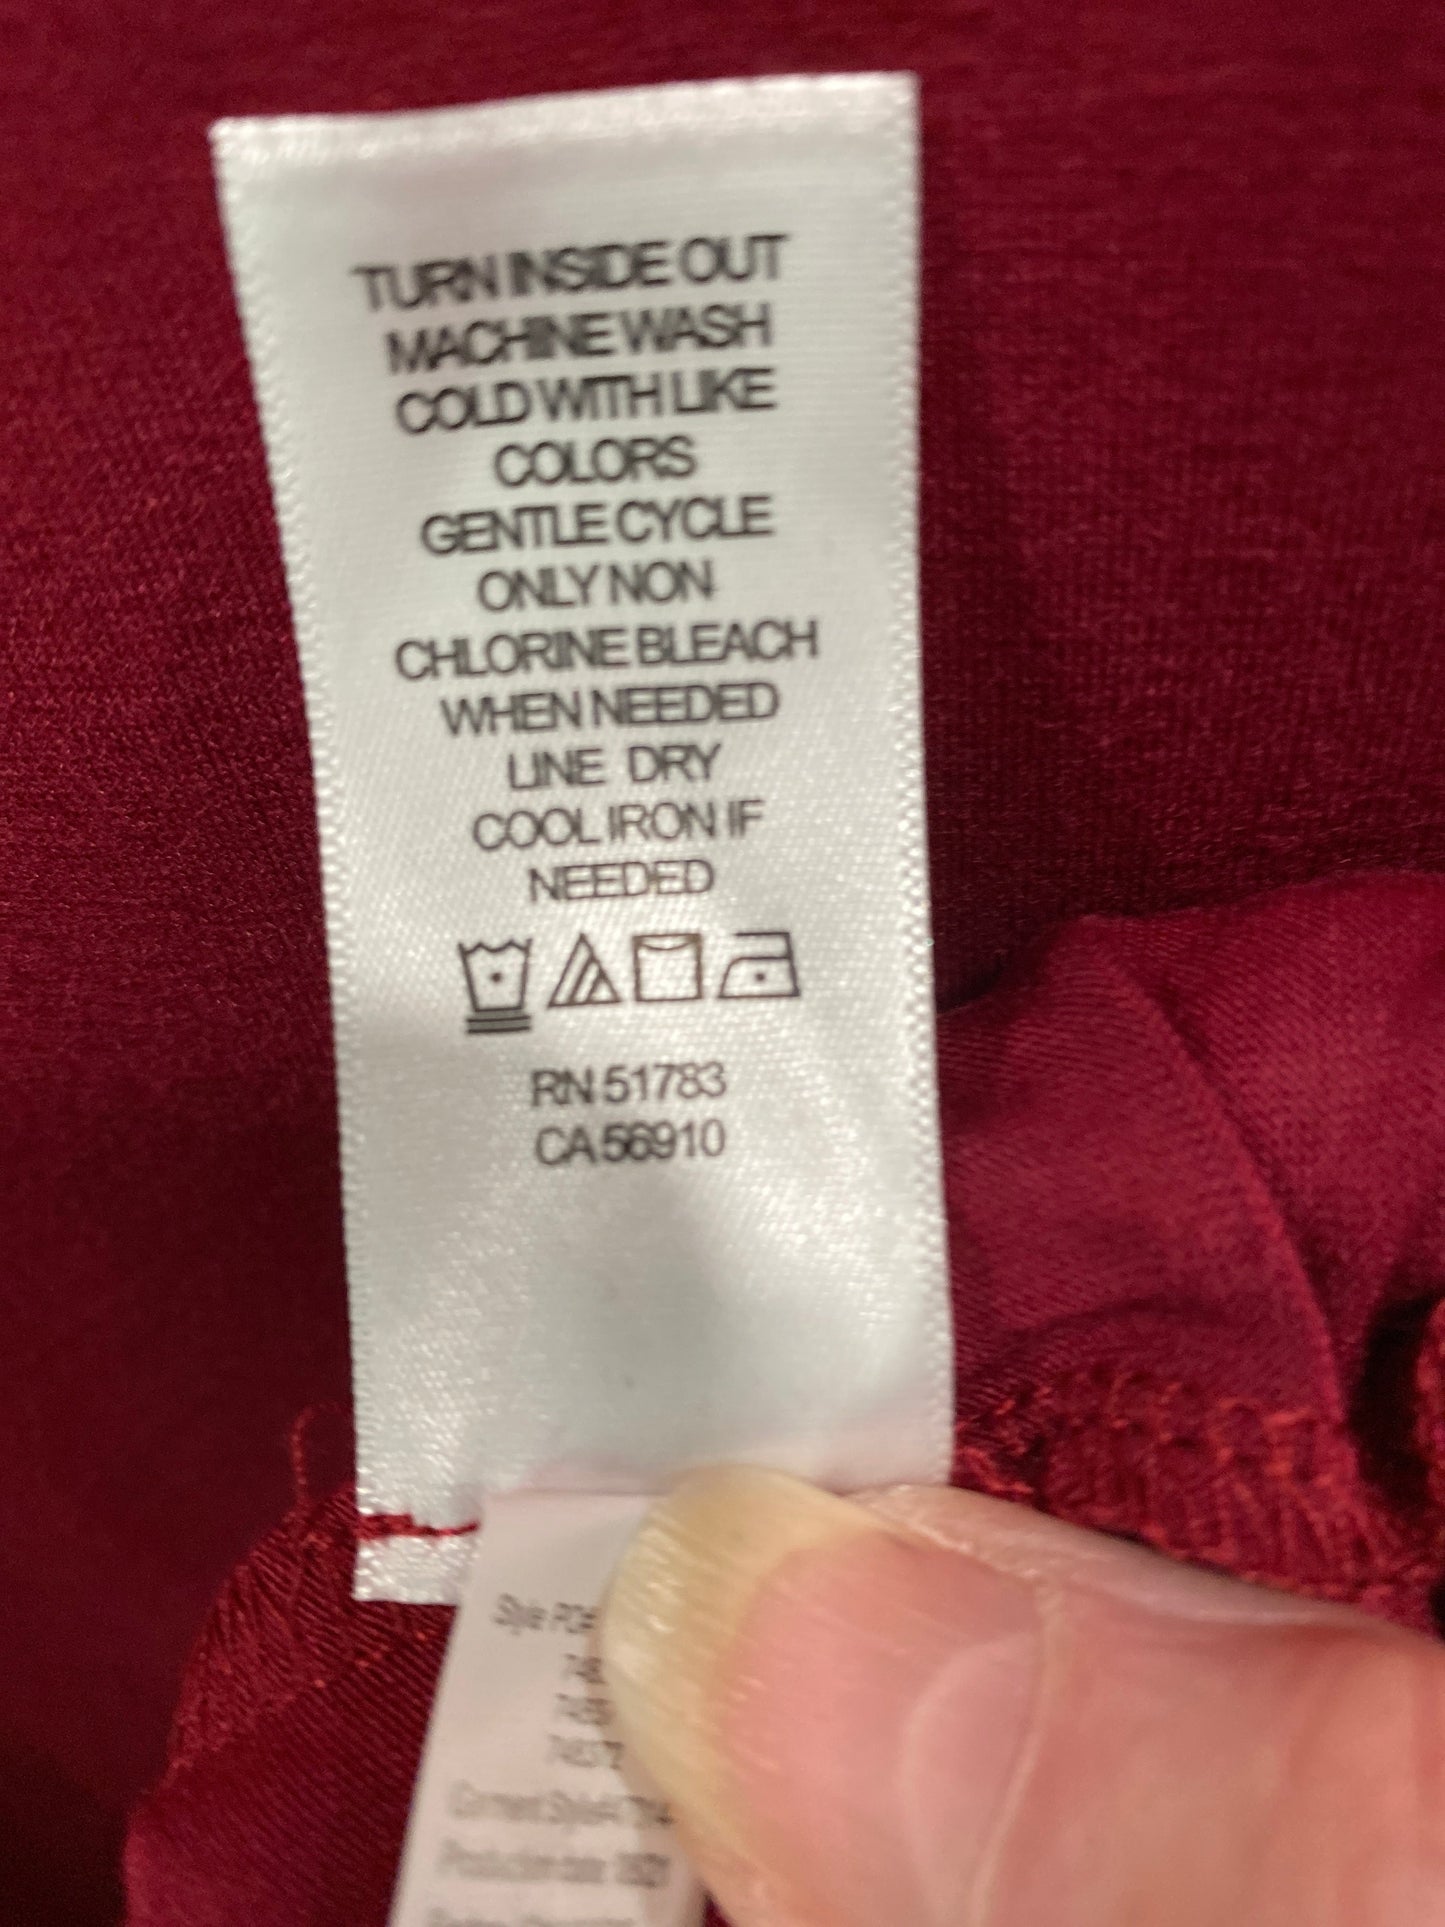 TURN INSIDE OUT
MACHINE WASH
COLD WITH LIKE
COLORS
GENTLE CYCLE
ONLY NON
CHLORINE BLEACH
WHEN NEEDED
LINE DRY
COOL IRON IF
NEEDED
RN 51783
CA 56910
Style